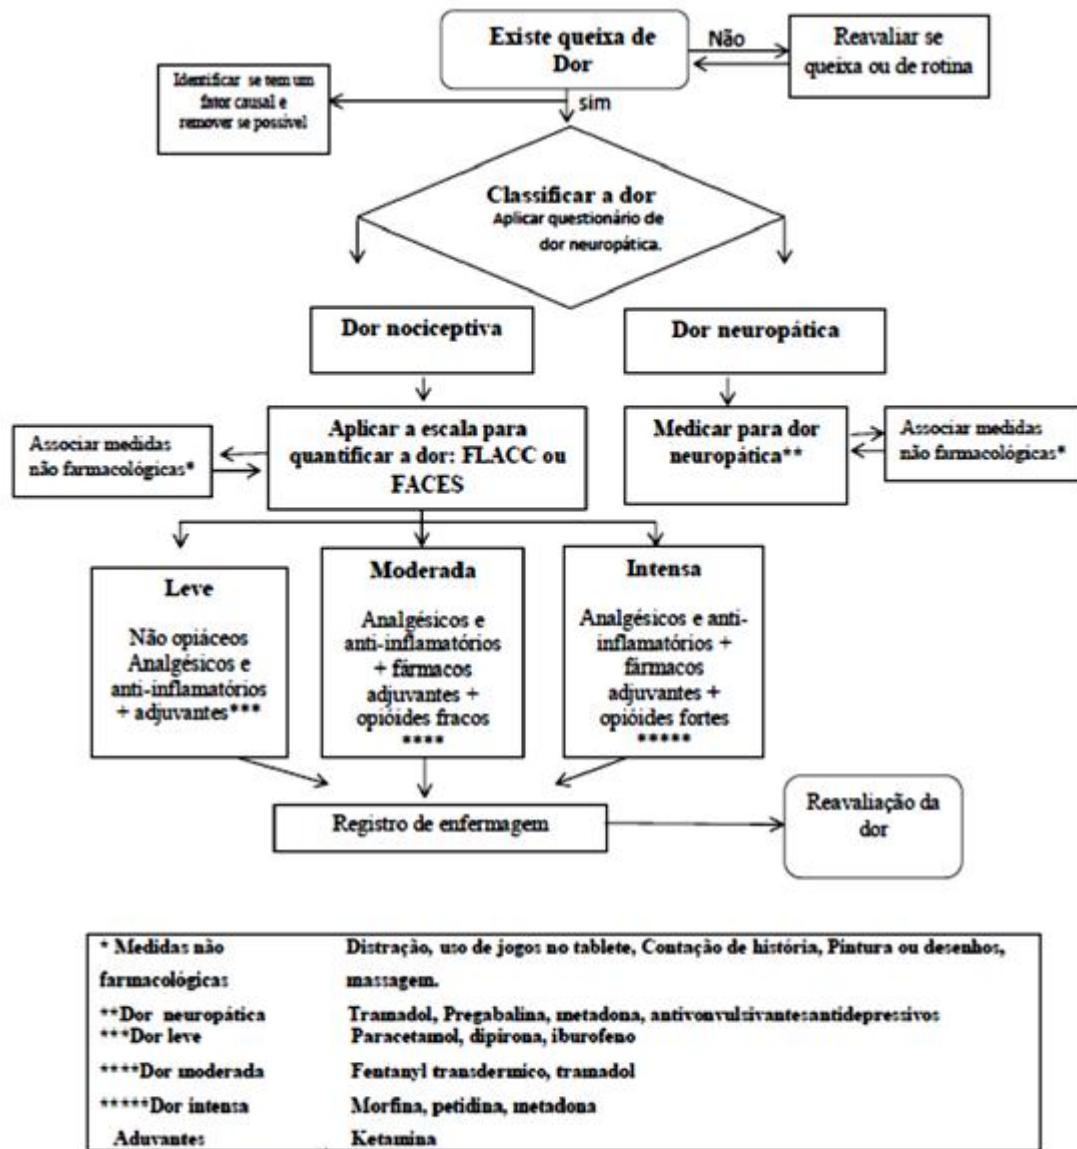 Existe queixa de
Dor
Não
Reavaliar se
queixa ou de rotina
Identificar se tem um
fator causal e
remover se possivel
sim
Classificar a dor
Aplicar questionário de
dor neuropática.
Dor nociceptiva
Dor neuropática
Associar medidas
não farmacológicas*
Aplicar a escala para
quantificar a dor: FLACC ou
FACES
Medicar para dor
neuropática**
Associar medidas
não farmacológicas*
Leve
Não opiáceos
Analgésicos e
anti-inflamatórios
+ adjuvantes***
Moderada
Analgésicos e
anti-inflamatórios
+ fármacos
adjuvantes +
opióides fracos
****
Intensa
Analgésicos e anti-
inflamatórios +
fármacos
adjuvantes +
opióides fortes
*****
Registro de enfermagem
Reavaliação da
dor
* Medidas não Distração, uso de jogos no tablete, Contação de história, Pintura ou desenhos,
farmacológicas massagem.
**Dor neuropática Tramadol, Pregabalina, metadona, antivonvulsivantesantidepressivos
***Dor leve Paracetamol, dipirona, iburofeno
****Dor moderada Fentanyl transdermico, tramadol
*****Dor intensa Morfina, petidina, metadona
Aduvantes Ketamina